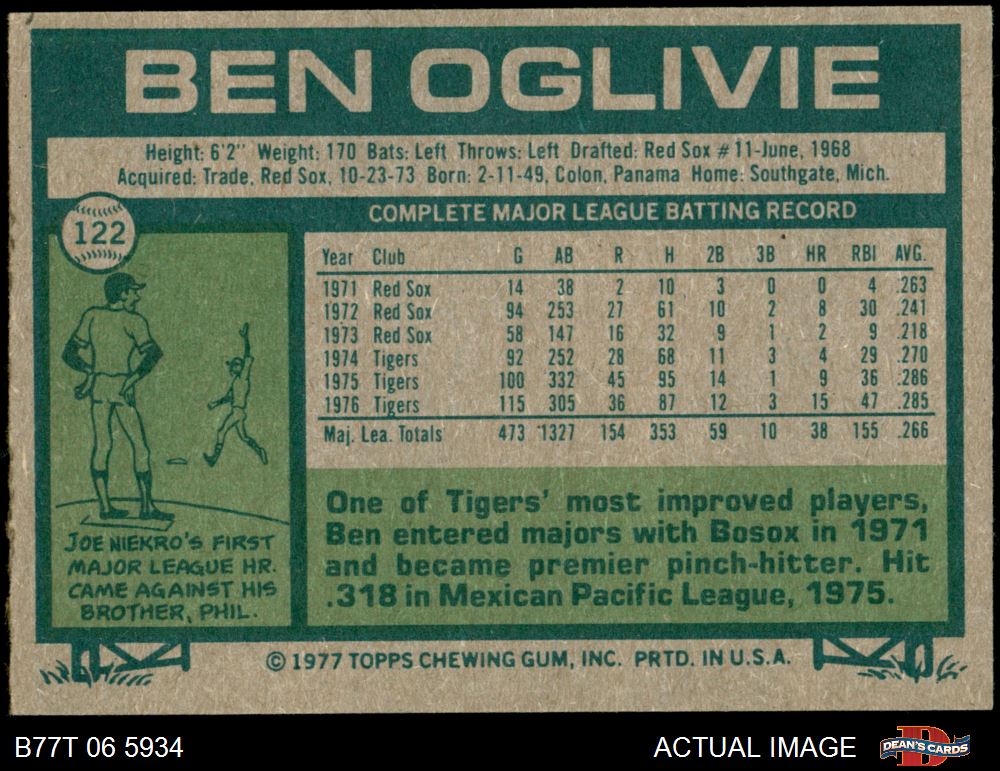 BEN OGLIVIE
Height: 6'2" Weight: 170 Bats: Left Throws: Left Drafted: Red Sox #11-June, 1968
Acquired: Trade, Red Sox, 10-23-73 Born: 2-11-49, Colon, Panama Home: Southgate, Mich.
122
COMPLETE MAJOR LEAGUE BATTING RECORD
Year Club G AB R H 2B 3B HR RBI AVG.
1971 Red Sox 14 38 2 10 3 0 0 4 .263
1972 Red Sox 94 253 27 61 10 2 8 30 .241
1973 Red Sox 58 147 16 32 9 1 2 9 .218
1974 Tigers 92 252 28 68 11 3 4 29 .270
1975 Tigers 100 332 45 95 14 1 9 36 .286
1976 Tigers 115 305 36 87 12 3 15 47 .285
Maj. Lea. Totals 473 1327 154 353 59 10 38 155 .266
JOE NIEKRO'S FIRST
MAJOR LEAGUE HR.
CAME AGAINST HIS
BROTHER, PHIL.
One of Tigers' most improved players,
Ben entered majors with Bosox in 1971
and became premier pinch-hitter. Hit
.318 in Mexican Pacific League, 1975.
© 1977 TOPPS CHEWING GUM, INC. PRTD. IN U.S.A.
B77T 06 5934
ACTUAL IMAGE
DEAN'S CARDS